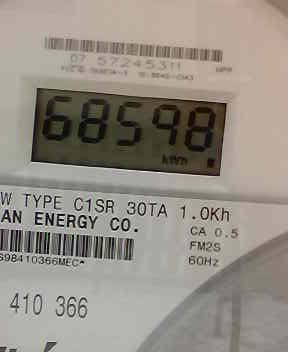 07 57245311
68598
kWh
W TYPE C1SR 30TA 1.0Kh
AN ENERGY CO. CA 0.5
FM2S
S98410366MEC* 60Hz
410 366